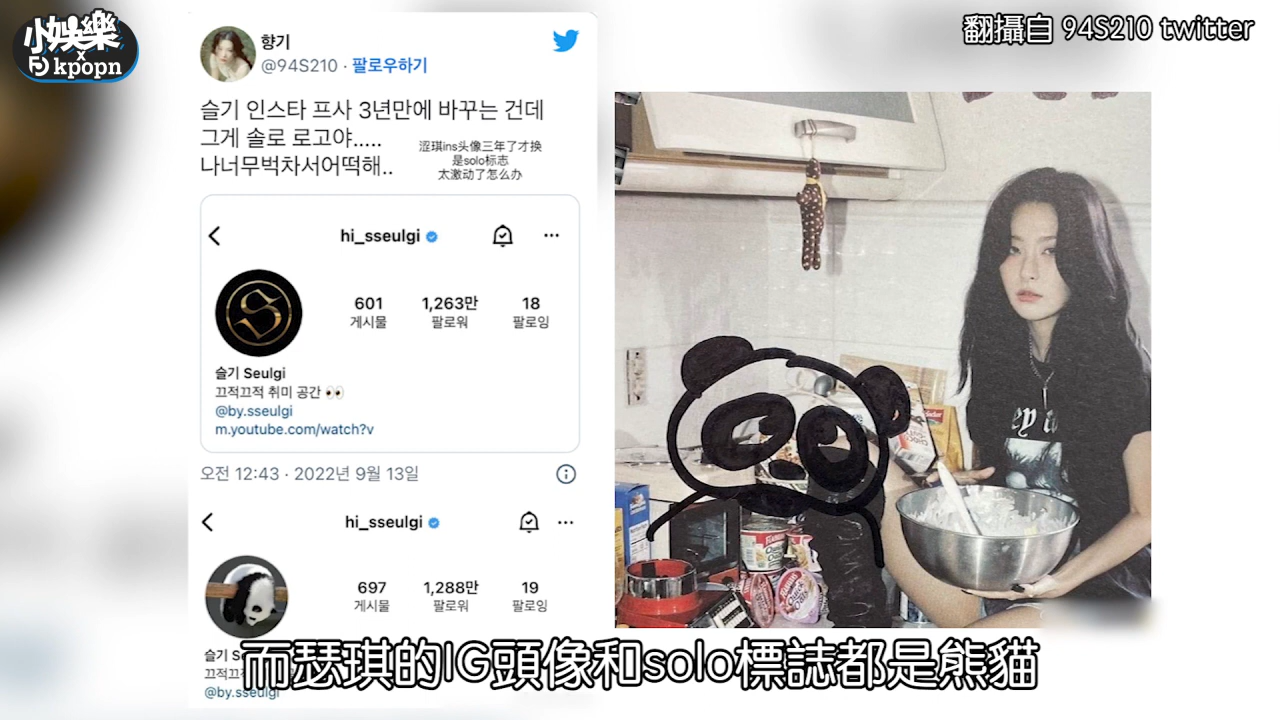 小娛樂
x
kpopn
翻攝自 94S210 twitter
향기
@94S210 · 팔로우하기
슬기 인스타 프사 3년만에 바꾸는 건데
그게 솔로 로고야.....
나너무벅차서어떡해..
涩琪ins头像三年了才换
是solo标志
太激动了怎么办
hi_sseulgi
601 1,263만 18
게시물 팔로워 팔로잉
슬기 Seulgi
끄적끄적 취미 공간 👀
@by.sseulgi
m.youtube.com/watch?v
오전 12:43 · 2022년 9월 13일
hi_sseulgi
697 1,288만 19
게시물 팔로워 팔로잉
슬기
@by.sseulgi
而瑟琪的IG頭像和solo標誌都是熊貓